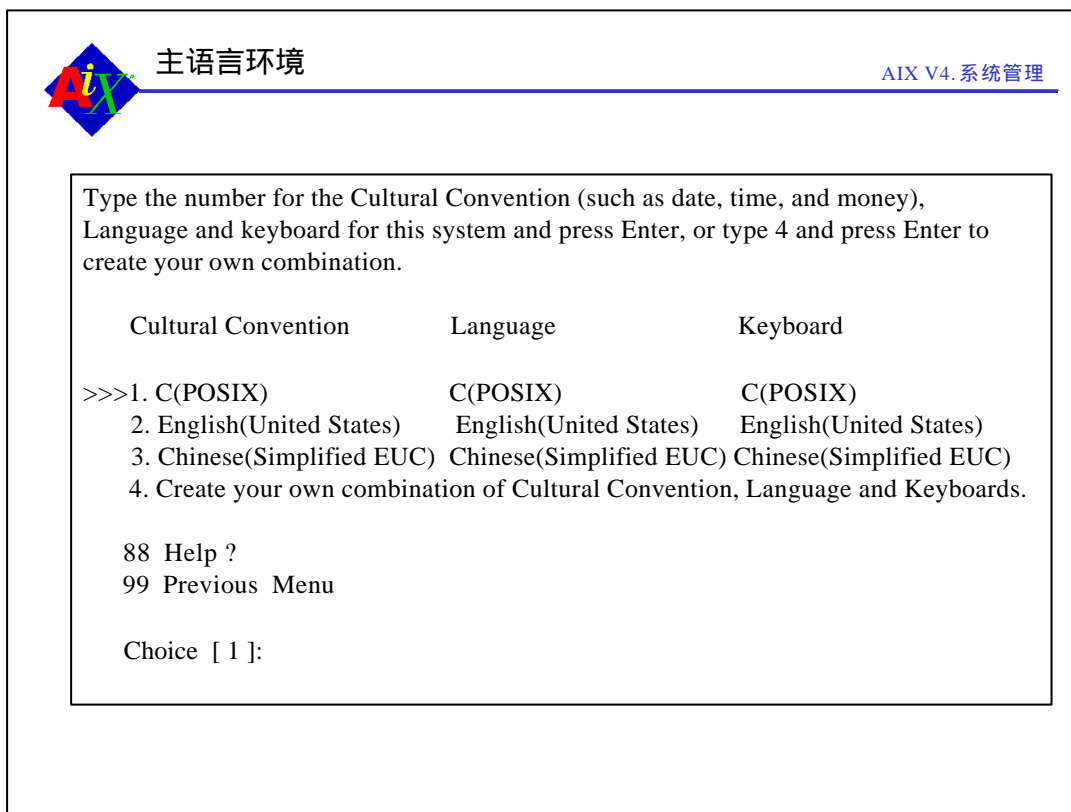 AiX
主语言环境
AIX V4.系统管理
Type the number for the Cultural Convention (such as date, time, and money),
Language and keyboard for this system and press Enter, or type 4 and press Enter to
create your own combination.
Cultural Convention Language Keyboard
>>>1. C(POSIX) C(POSIX) C(POSIX)
2. English(United States) English(United States) English(United States)
3. Chinese(Simplified EUC) Chinese(Simplified EUC) Chinese(Simplified EUC)
4. Create your own combination of Cultural Convention, Language and Keyboards.
88 Help ?
99 Previous Menu
Choice [ 1 ]: